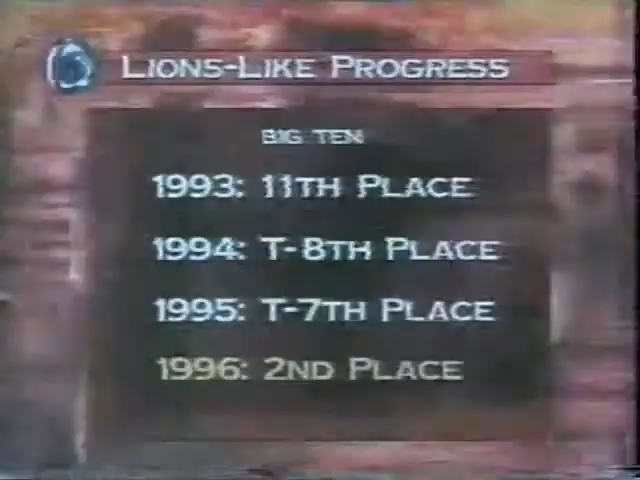 LIONS-LIKE PROGRESS
BIG TEN
1993: 11TH PLACE
1994: T-8TH PLACE
1995: T-7TH PLACE
1996: 2ND PLACE